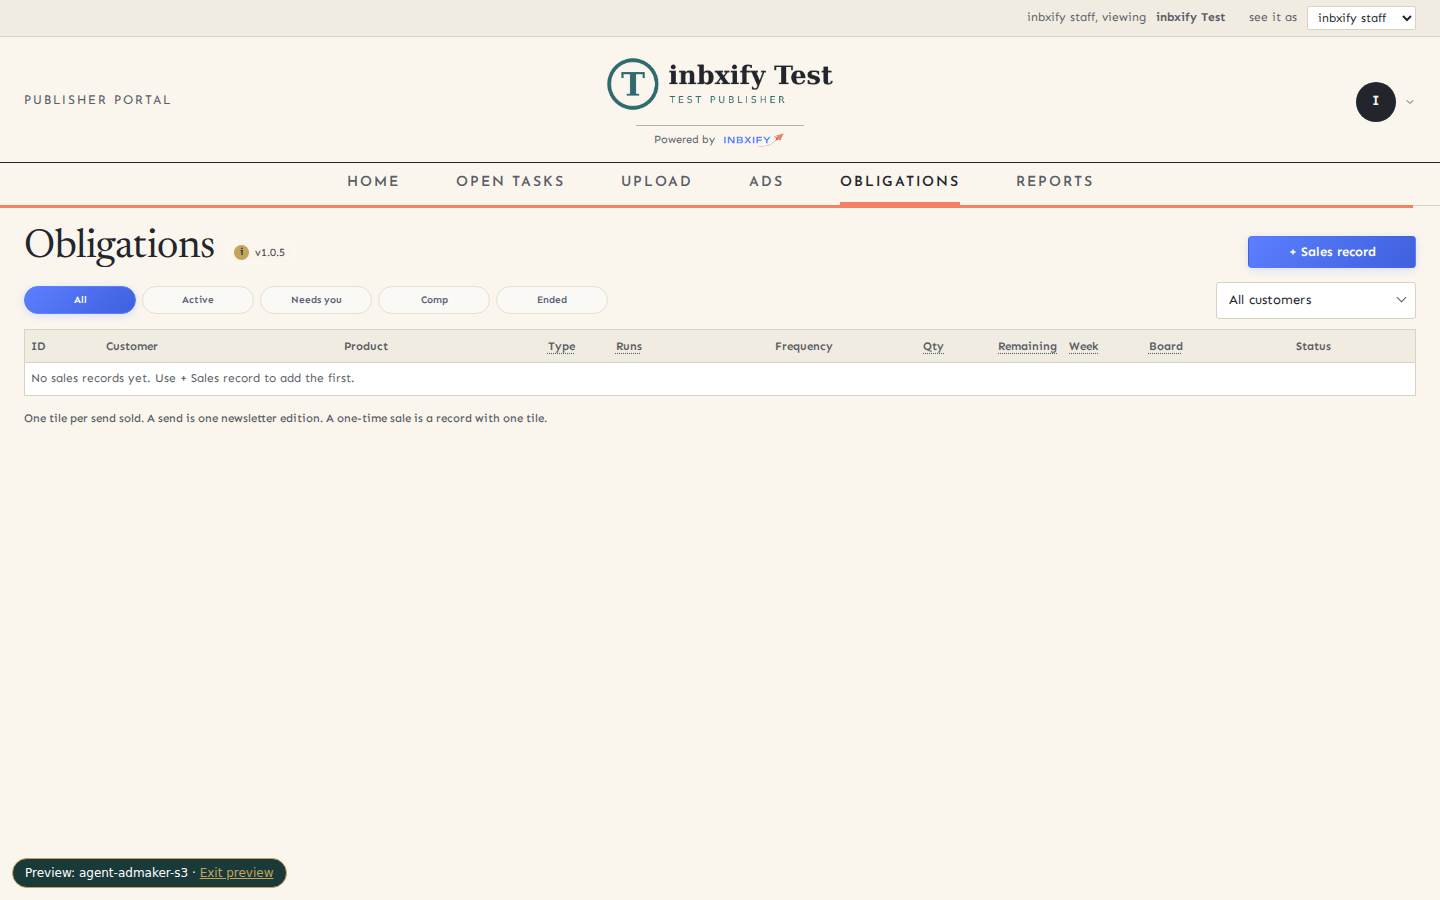 inbxify staff, viewing inbxify Test see it as inbxify staff
PUBLISHER PORTAL
T
inbxify Test
TEST PUBLISHER
Powered by INBXIFY
I
HOME OPEN TASKS UPLOAD ADS OBLIGATIONS REPORTS
Obligations i v1.0.5
+ Sales record
All Active Needs you Comp Ended
All customers
ID Customer Product Type Runs Frequency Qty Remaining Week Board Status
No sales records yet. Use + Sales record to add the first.
One tile per send sold. A send is one newsletter edition. A one-time sale is a record with one tile.
Preview: agent-admaker-s3 · Exit preview